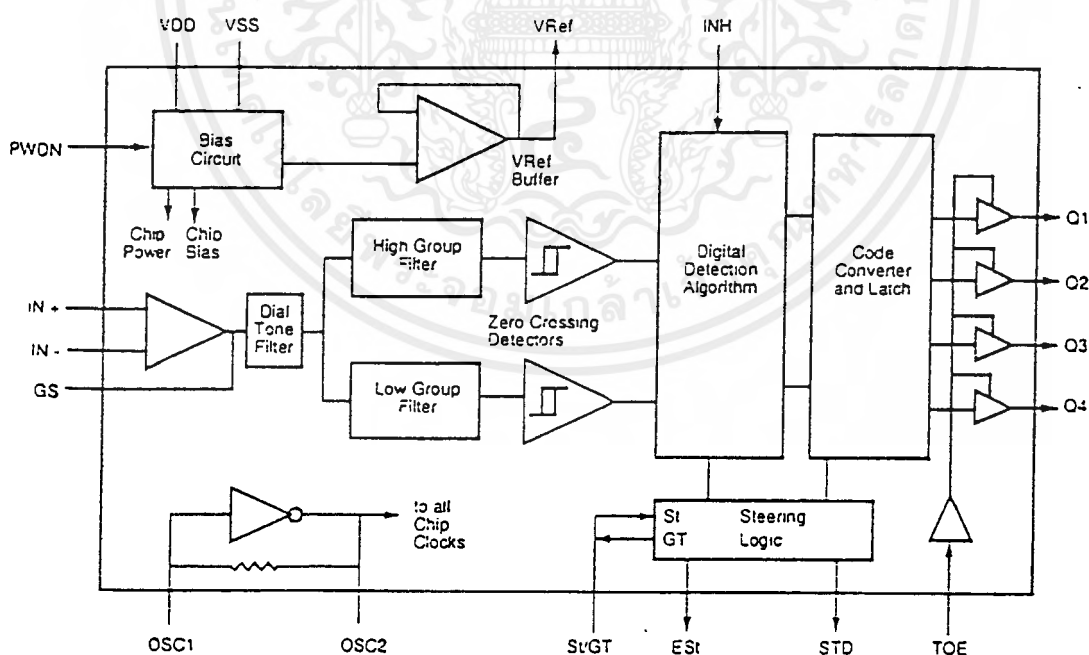 VDD VSS VRef INH
PWDN
Bias
Circuit
VRef
Buffer
Chip
Power
Chip
Bias
High Group
Filter
Digital
Detection
Algorithm
Code
Converter
and Latch
Q1
Q2
Q3
Q4
IN +
IN -
GS
Dial
Tone
Filter
Zero Crossing
Detectors
Low Group
Filter
to all
Chip
Clocks
St Steering
GT Logic
OSC1 OSC2 St/GT ESt STD TOE